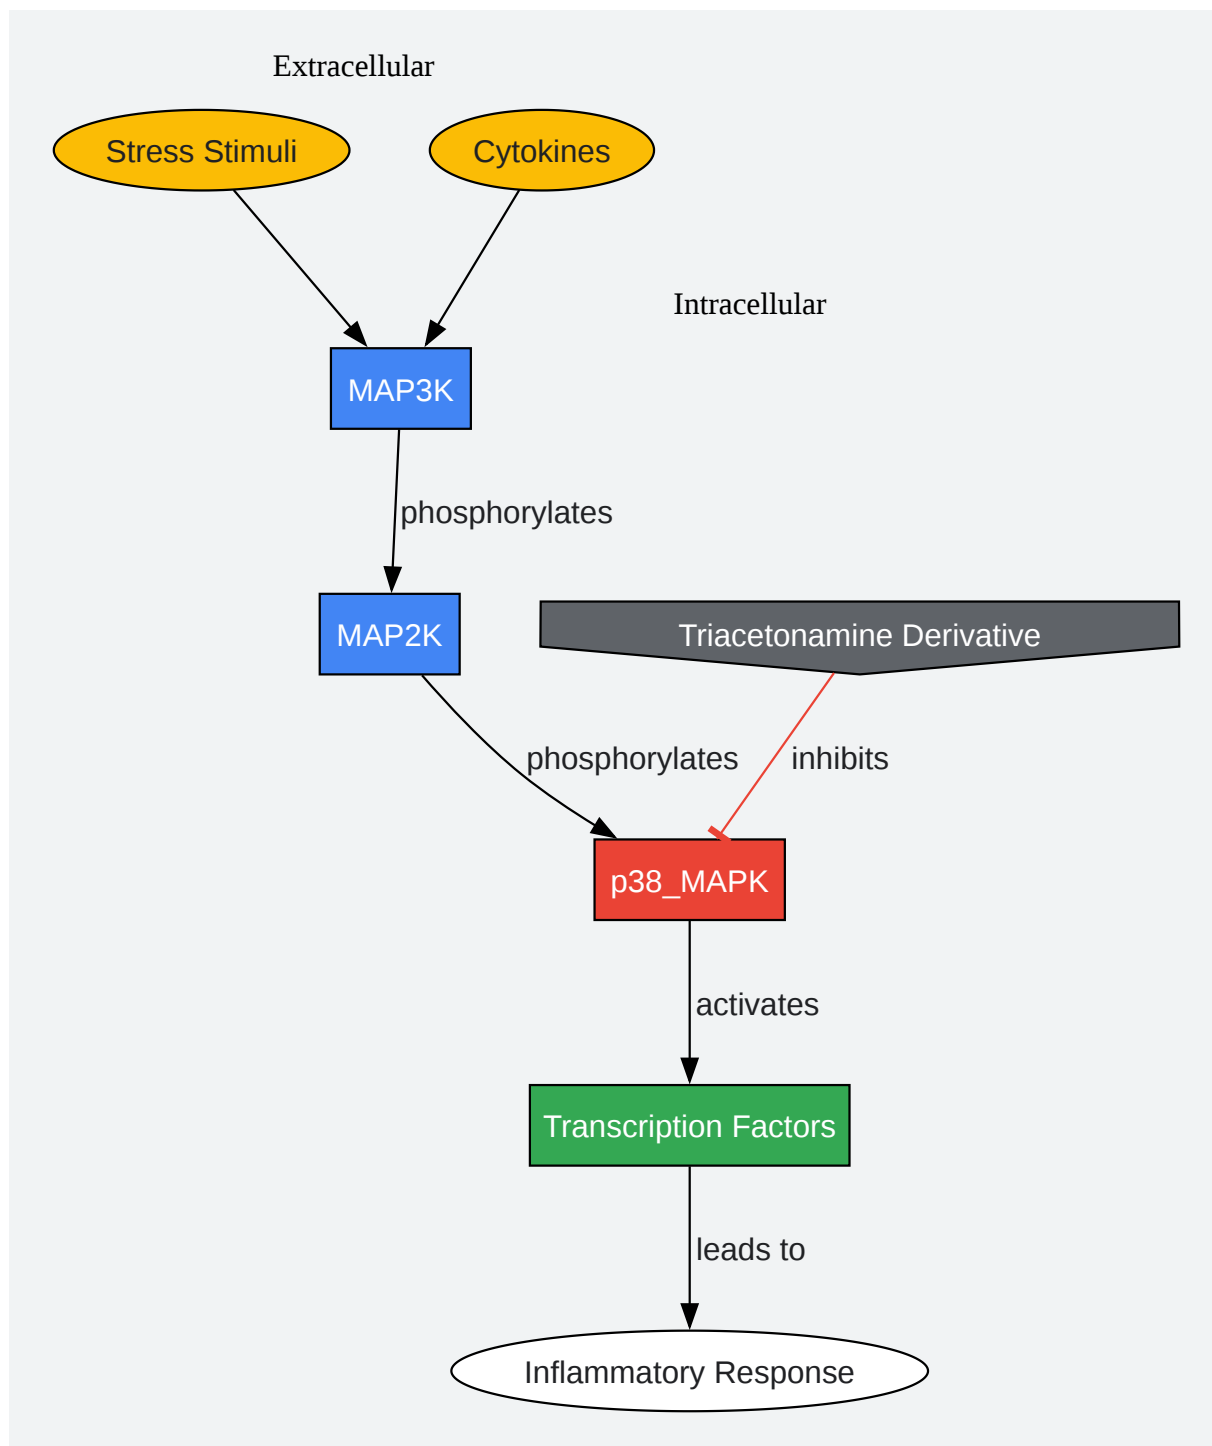 Extracellular
Stress Stimuli
Cytokines
Intracellular
MAP3K
phosphorylates
MAP2K
Triacetonamine Derivative
phosphorylates
inhibits
p38_MAPK
activates
Transcription Factors
leads to
Inflammatory Response